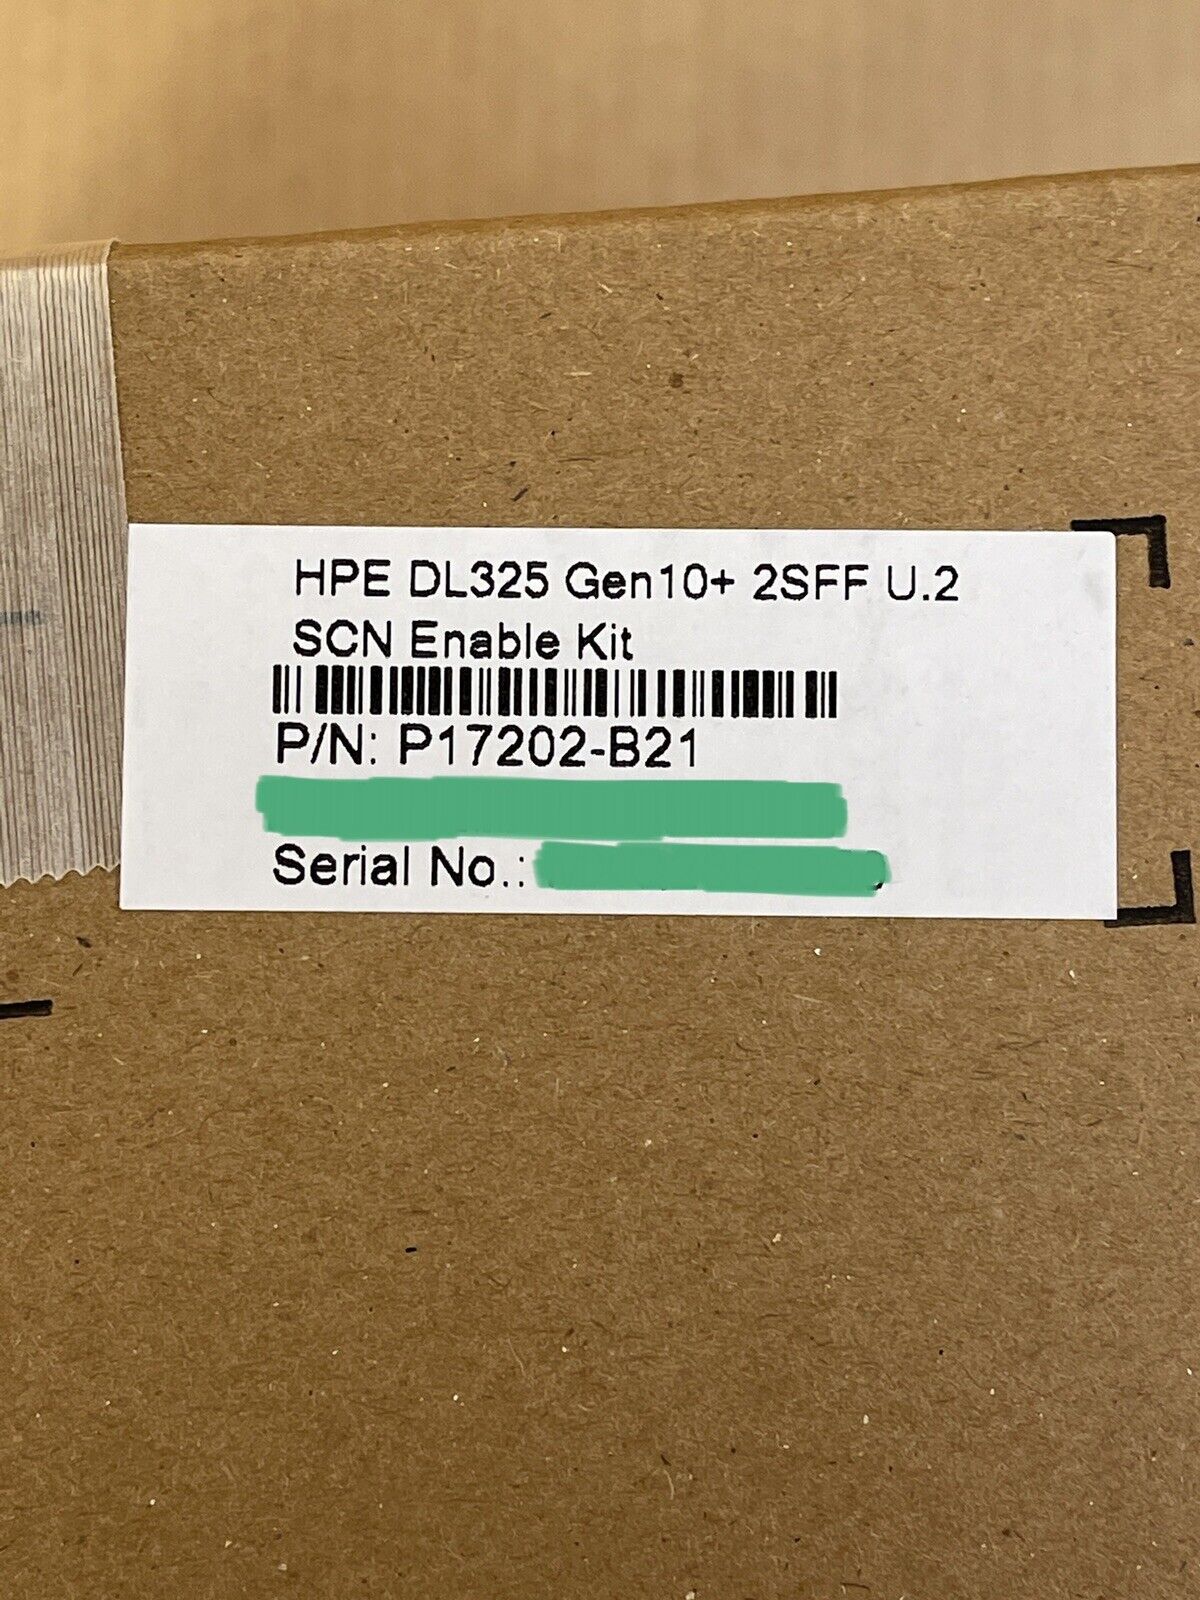 HPE DL325 Gen10+ 2SFF U.2
SCN Enable Kit
P/N: P17202-B21
Serial No.: